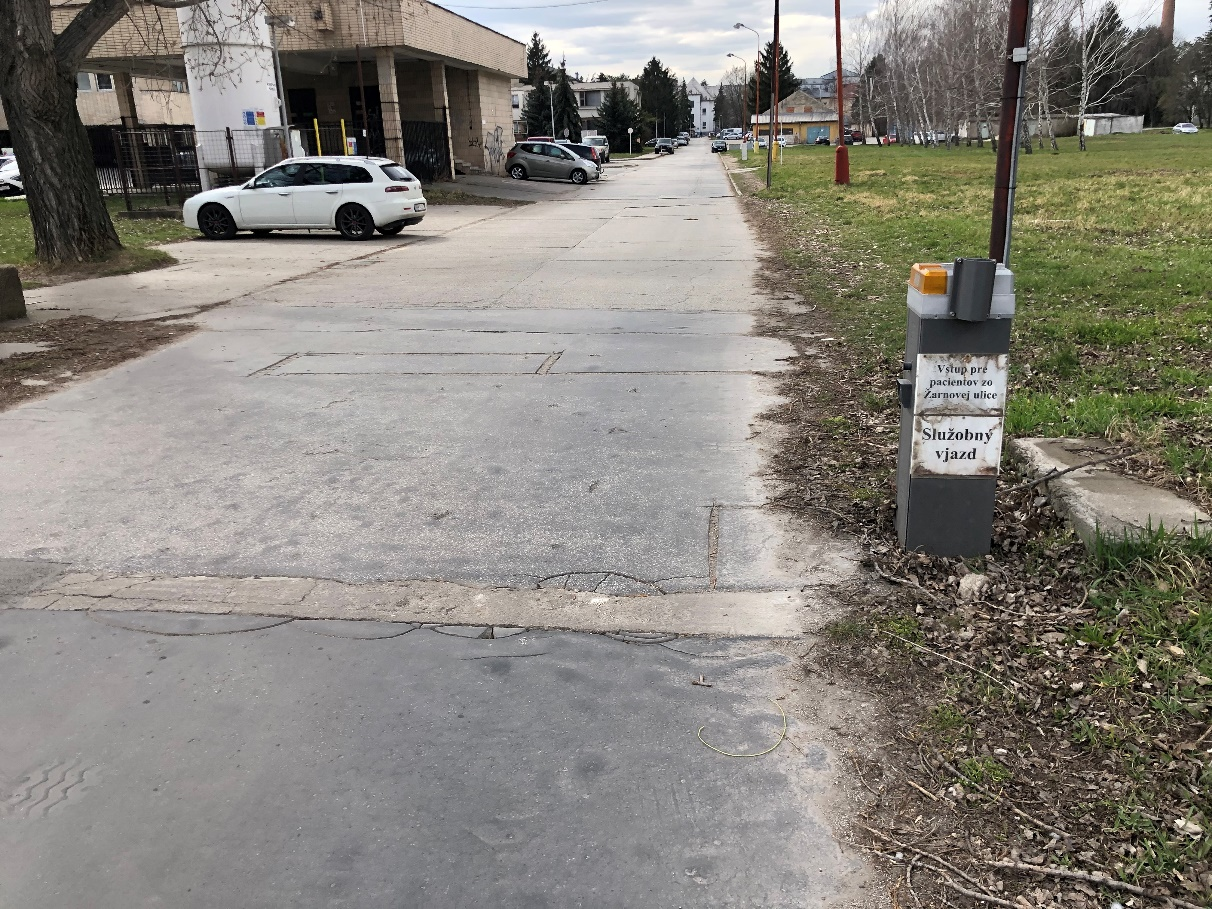 Vstup pre
pacientov zo
Žarnovej ulice
Služobný
vjazd